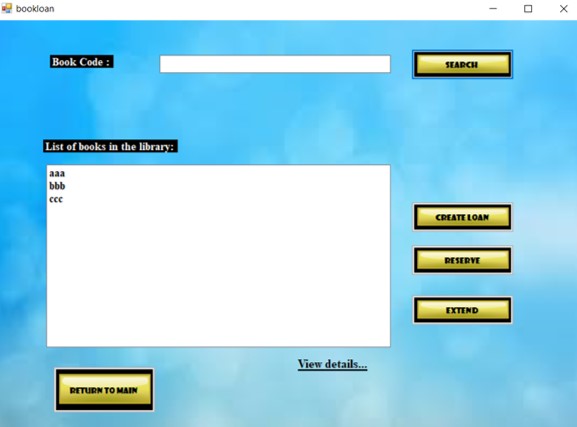 bookloan
Book Code :
SEARCH
List of books in the library:
aaa
bbb
ccc
CREATE LOAN
RESERVE
EXTEND
View details...
RETURN TO MAIN